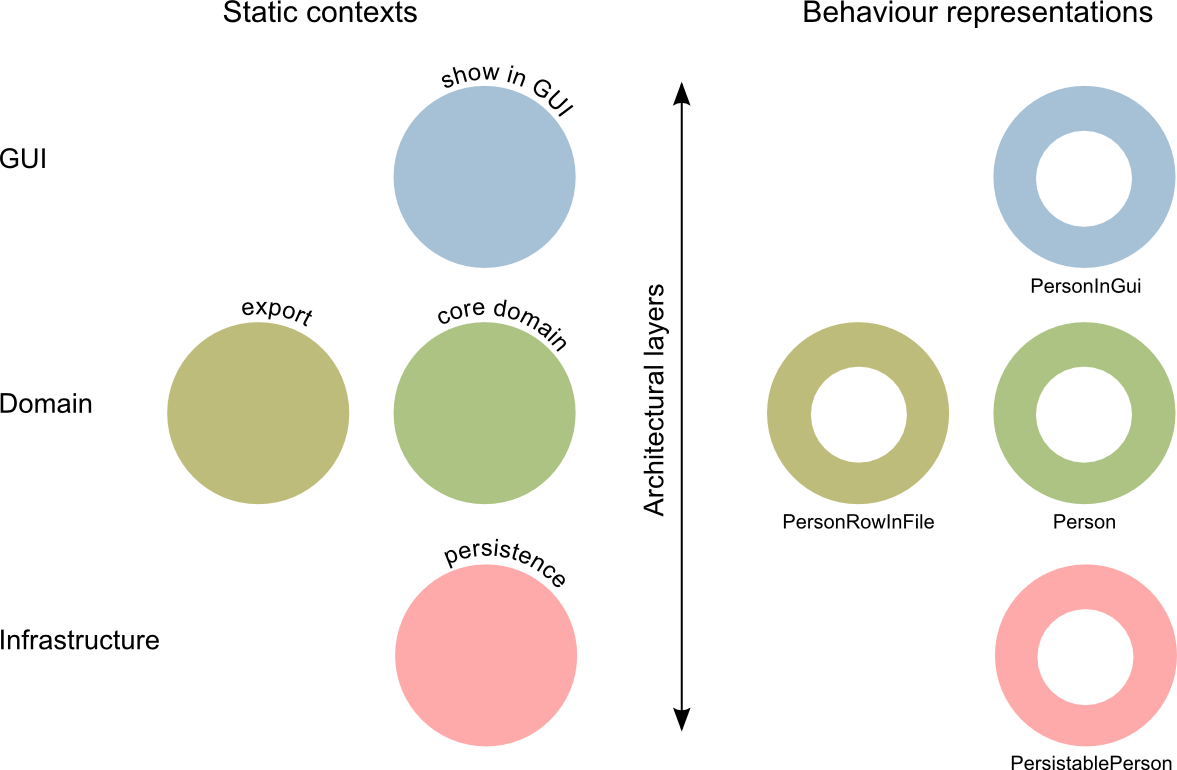 Static contexts
Behaviour representations
show in GUI
GUI
PersonInGui
export
core domain
Domain
Architectural layers
PersonRowInFile
Person
persistence
Infrastructure
PersistablePerson